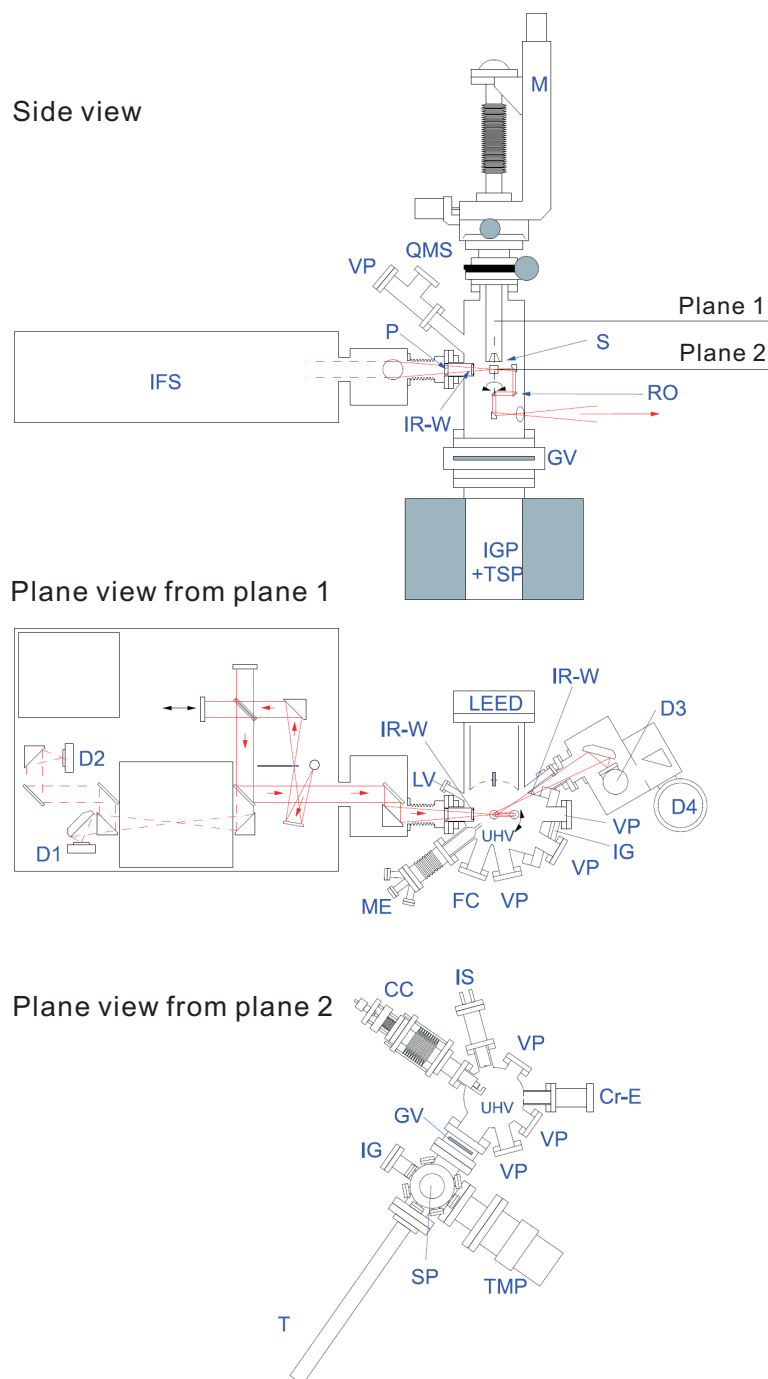 Side view
M
QMS
VP
Plane 1
P
S
Plane 2
IFS
RO
IR-W
GV
IGP
+TSP
Plane view from plane 1
IR-W
LEED
D3
IR-W
D2
LV
D4
VP
UHV
D1
IG
VP
ME
FC
VP
IS
CC
Plane view from plane 2
VP
Cr-E
UHV
GV
VP
IG
VP
SP
TMP
T